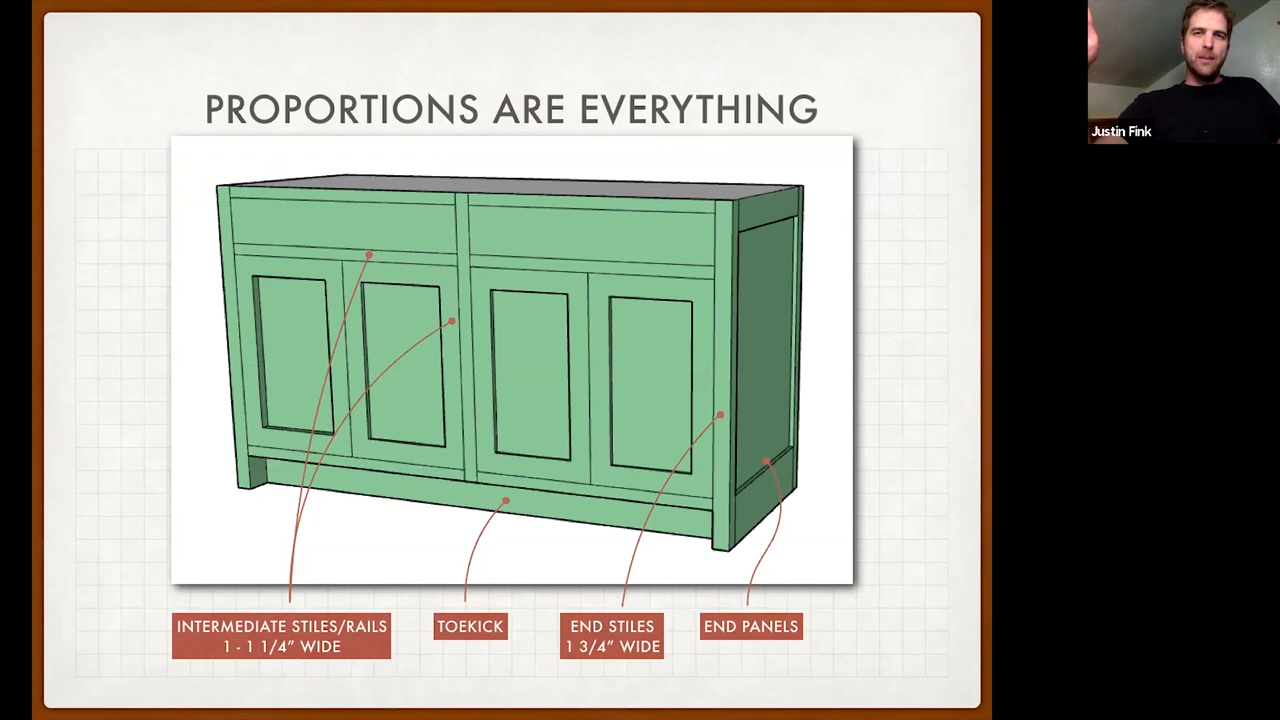 PROPORTIONS ARE EVERYTHING
Justin Fink
INTERMEDIATE STILES/RAILS
1 - 1 1/4” WIDE
TOEKICK
END STILES
1 3/4” WIDE
END PANELS